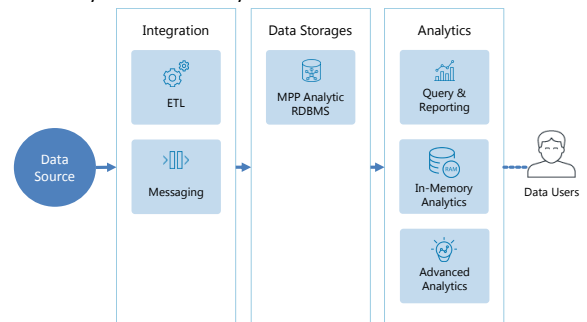 Integration
Data Storages
Analytics
ETL
MPP Analytic
RDBMS
Query &
Reporting
Data
Source
Messaging
RAM
In-Memory
Analytics
Data Users
Advanced
Analytics